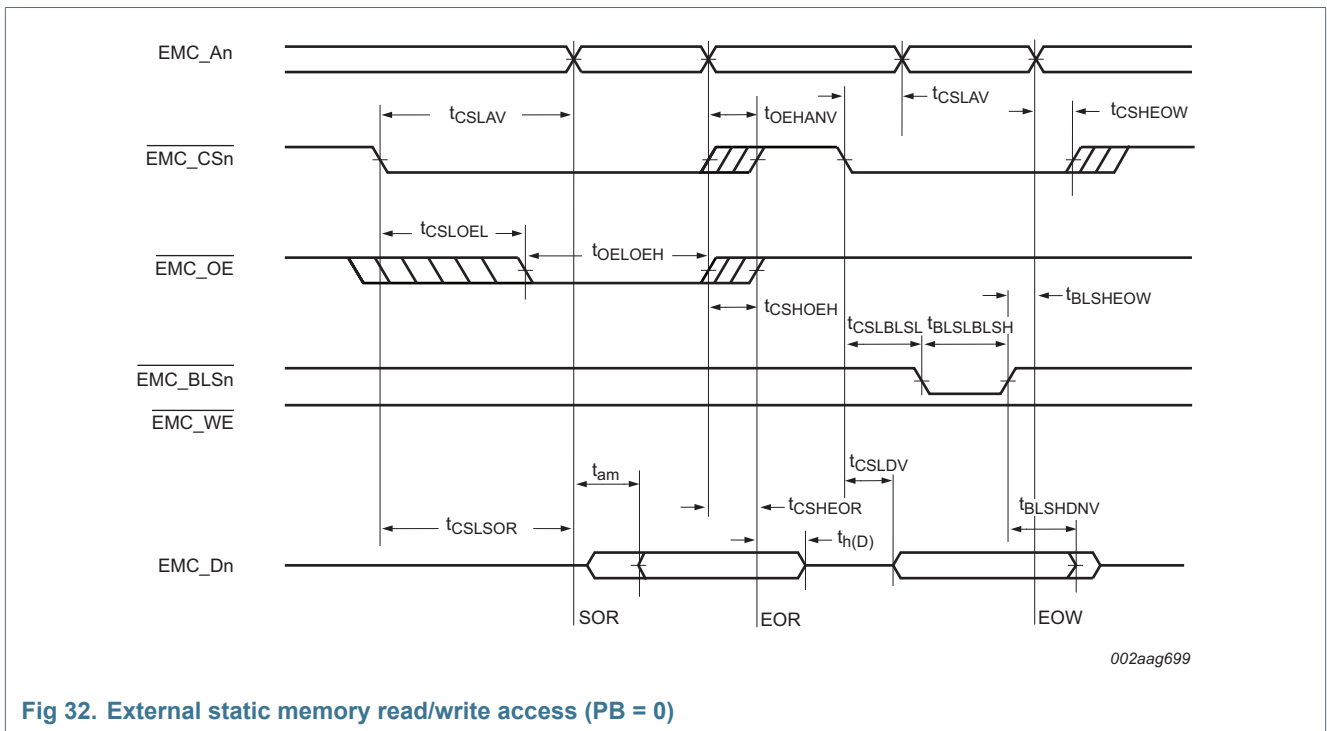 EMC_An
tCSLAV
tOEHANV
tCSLAV
tCSHEOW
EMC_CSn
tCSLOEL
tOELOEH
EMC_OE
tCSHOEH
tBLSHEOW
tCSLBLSL
tBLSLBLSH
EMC_BLSn
EMC_WE
tam
tCSLDV
tCSLSOR
tCSHEOR
tBLSHDNV
th(D)
EMC_Dn
SOR
EOR
EOW
002aag699
Fig 32. External static memory read/write access (PB = 0)